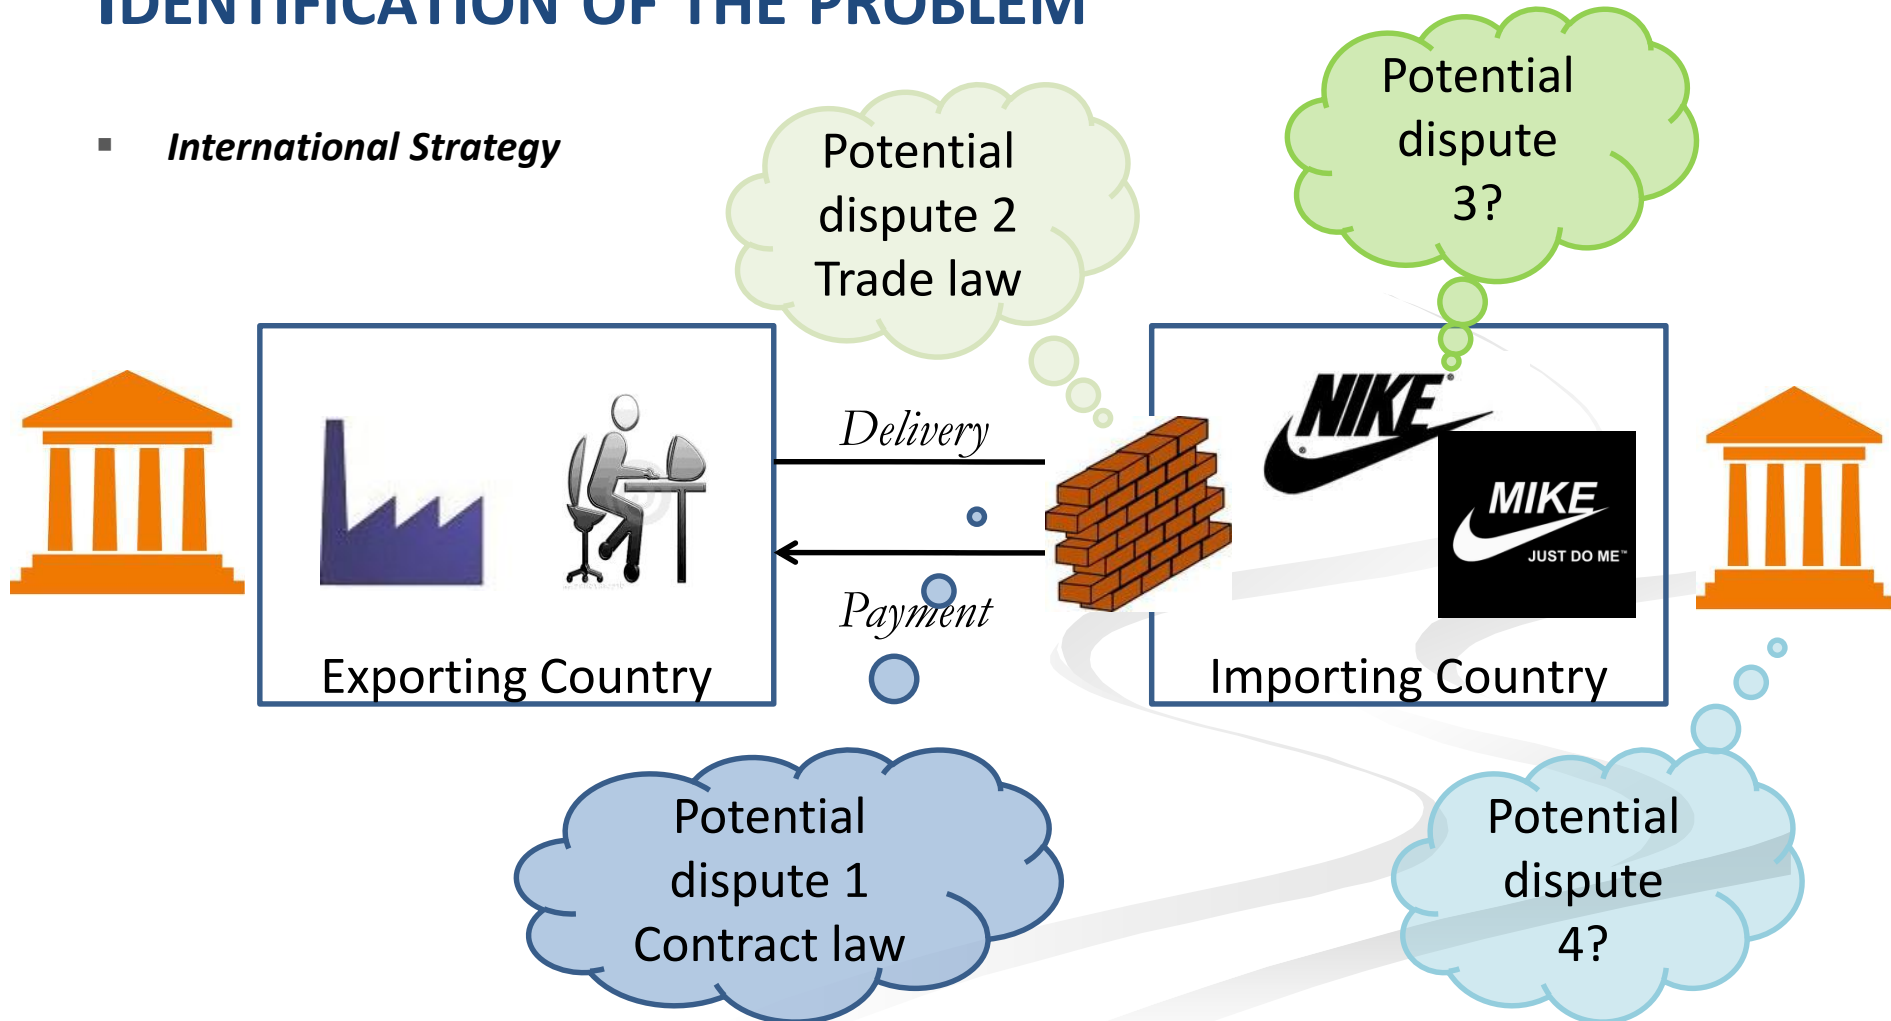 IDENTIFICATION OF THE PROBLEM
▪ International Strategy
Potential
dispute 2
Trade law
Potential
dispute
3?
Delivery
Payment
NIKE
MIKE
JUST DO ME™
Exporting Country
Importing Country
Potential
dispute 1
Contract law
Potential
dispute
4?